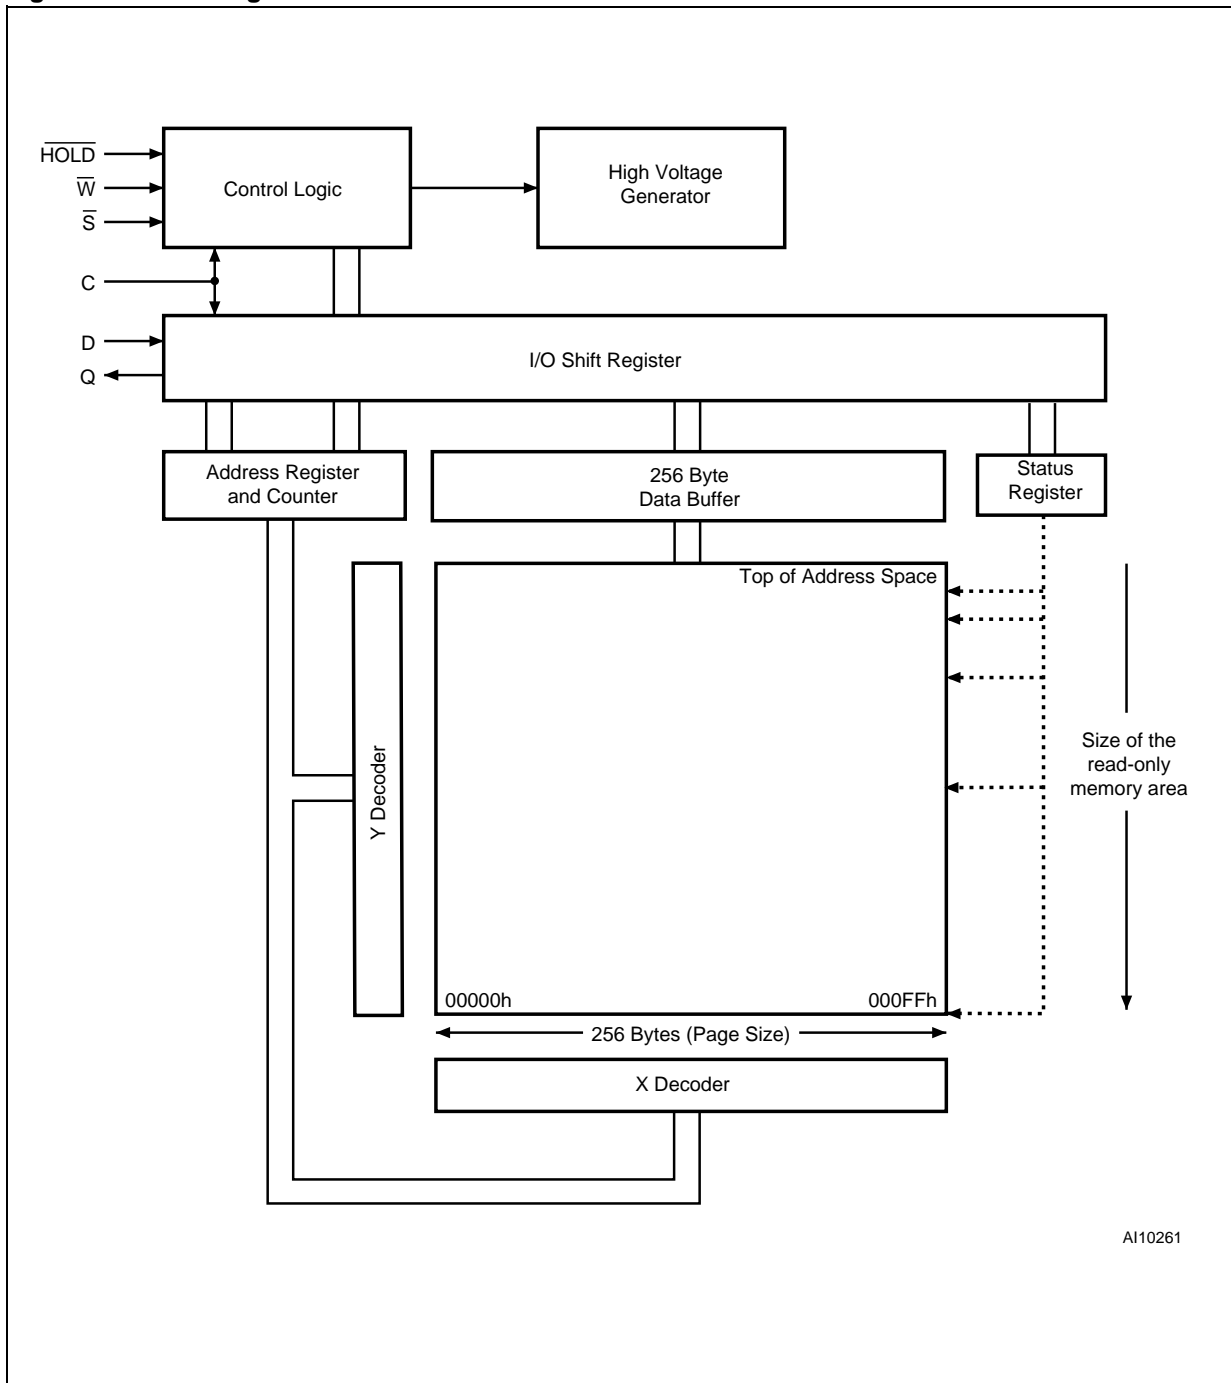 H̅O̅L̅D̅
W̅
S̅
C
D
Q
Control Logic
High Voltage
Generator
I/O Shift Register
Address Register
and Counter
256 Byte
Data Buffer
Status
Register
Top of Address Space
Y Decoder
Size of the
read-only
memory area
00000h
000FFh
256 Bytes (Page Size)
X Decoder
AI10261